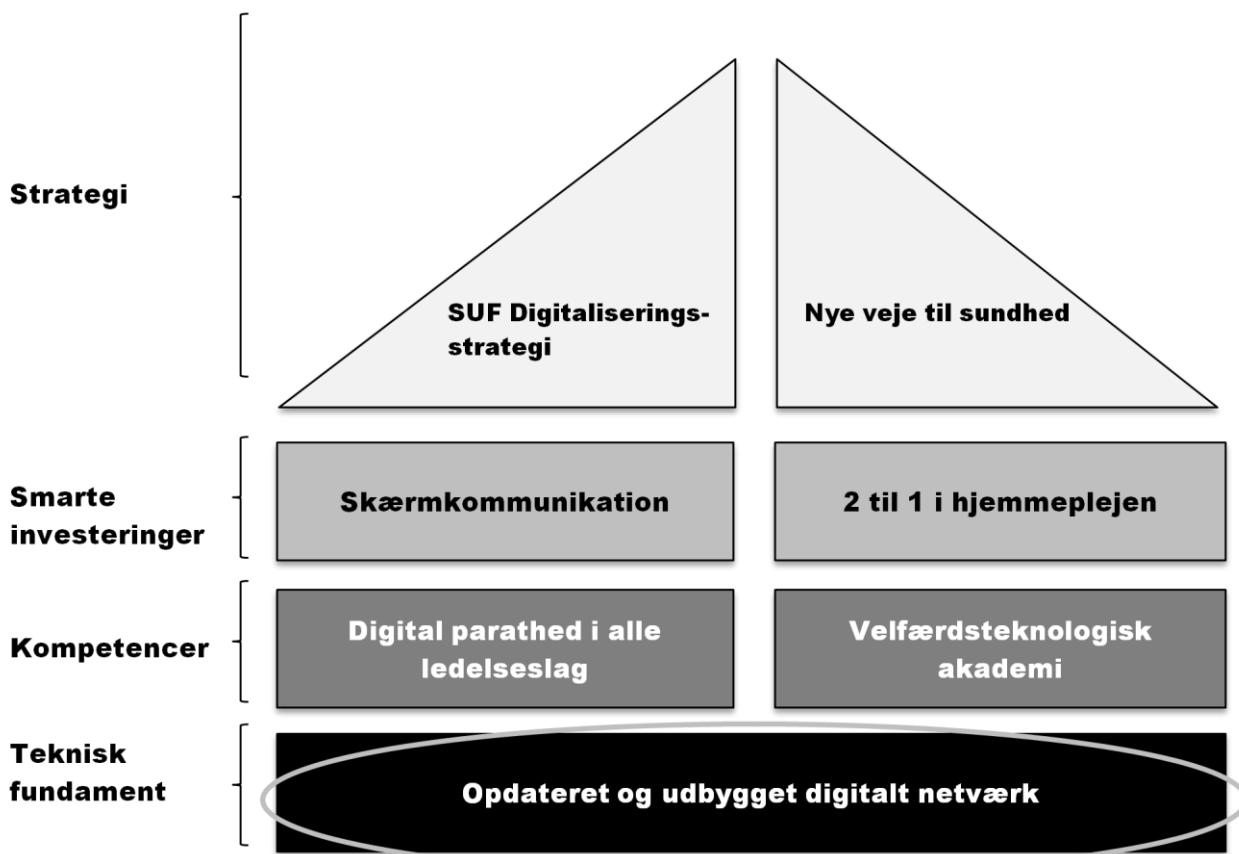 Strategi
SUF Digitaliserings-
strategi
Nye veje til sundhed
Smarte
investeringer
Skærmkommunikation
2 til 1 i hjemmeplejen
Kompetencer
Digital parathed i alle
ledelseslag
Velfærdsteknologisk
akademi
Teknisk
fundament
Opdateret og udbygget digitalt netværk